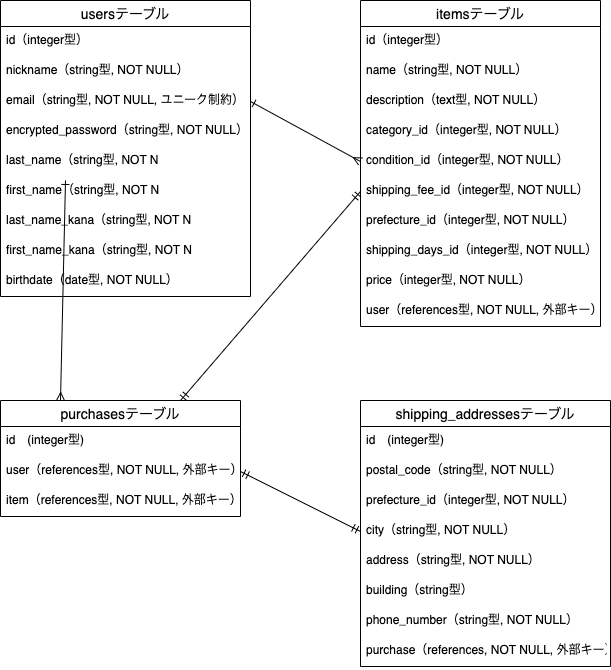 usersテーブル
id（integer型）
nickname（string型, NOT NULL）
email（string型, NOT NULL, ユニーク制約）
encrypted_password（string型, NOT NULL）
last_name（string型, NOT N
first_name（string型, NOT N
last_name_kana（string型, NOT N
first_name_kana（string型, NOT N
birthdate（date型, NOT NULL）
itemsテーブル
id（integer型）
name（string型, NOT NULL）
description（text型, NOT NULL）
category_id（integer型, NOT NULL）
condition_id（integer型, NOT NULL）
shipping_fee_id（integer型, NOT NULL）
prefecture_id（integer型, NOT NULL）
shipping_days_id（integer型, NOT NULL）
price（integer型, NOT NULL）
user（references型, NOT NULL, 外部キー）
purchasesテーブル
id　(integer型)
user（references型, NOT NULL, 外部キー）
item（references型, NOT NULL, 外部キー）
shipping_addressesテーブル
id　(integer型)
postal_code（string型, NOT NULL）
prefecture_id（integer型, NOT NULL）
city（string型, NOT NULL）
address（string型, NOT NULL）
building（string型）
phone_number（string型, NOT NULL）
purchase（references, NOT NULL, 外部キー）